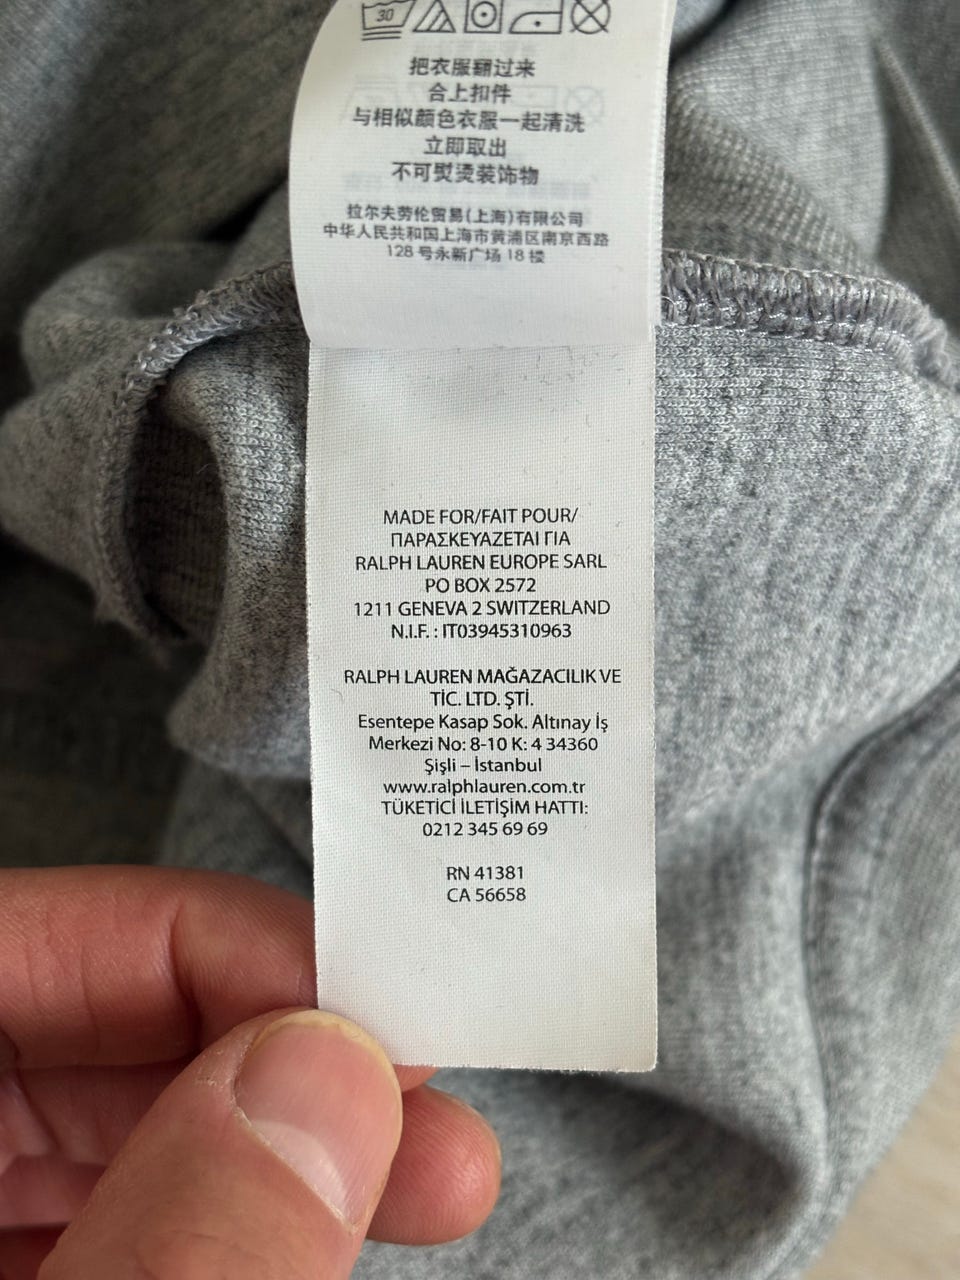 30
把衣服翻过来
合上扣件
与相似颜色衣服一起清洗
立即取出
不可熨烫装饰物
拉尔夫劳伦贸易(上海)有限公司
中华人民共和国上海市黄浦区南京西路
128 号永新广场 18 楼
MADE FOR/FAIT POUR/
ΠΑΡΑΣΚΕΥΑΖΕΤΑΙ ΓΙΑ
RALPH LAUREN EUROPE SARL
PO BOX 2572
1211 GENEVA 2 SWITZERLAND
N.I.F. : IT03945310963
RALPH LAUREN MAĞAZACILIK VE
TİC. LTD. ŞTİ.
Esentepe Kasap Sok. Altınay İş
Merkezi No: 8-10 K: 4 34360
Şişli – İstanbul
www.ralphlauren.com.tr
TÜKETİCİ İLETİŞİM HATTI:
0212 345 69 69
RN 41381
CA 56658